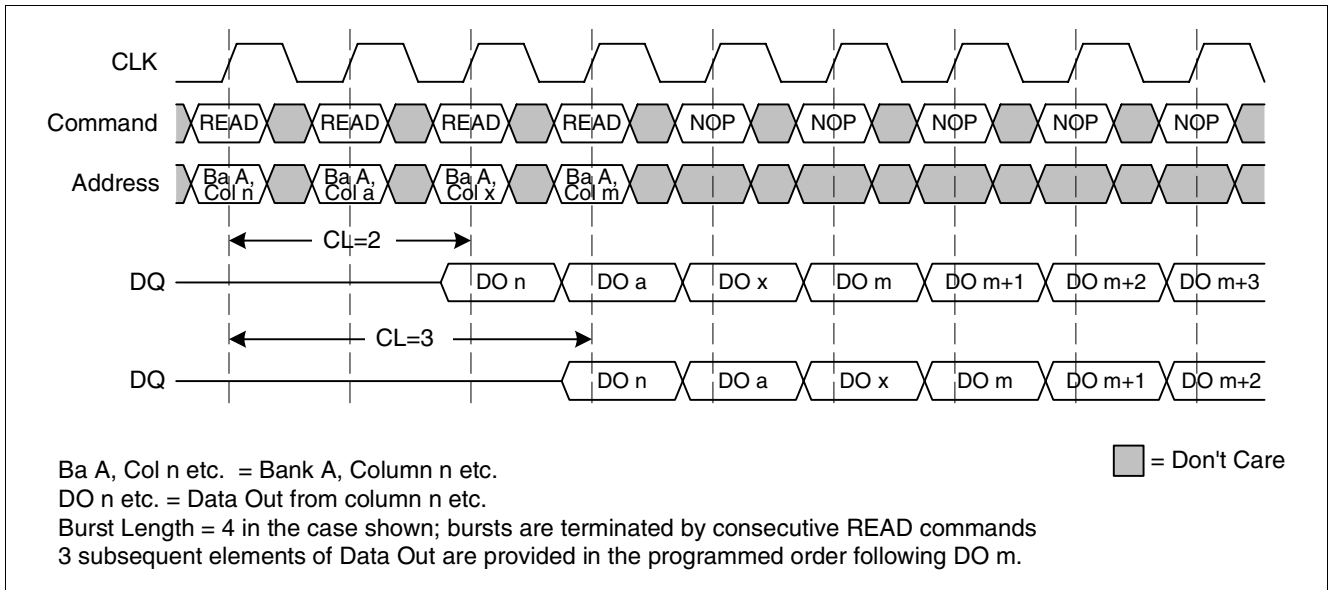 CLK
Command READ READ READ READ NOP NOP NOP NOP NOP
Address Ba A, Col n Ba A, Col a Ba A, Col x Ba A, Col m
CL=2
DQ DO n DO a DO x DO m DO m+1 DO m+2 DO m+3
CL=3
DQ DO n DO a DO x DO m DO m+1 DO m+2
= Don't Care
Ba A, Col n etc. = Bank A, Column n etc.
DO n etc. = Data Out from column n etc.
Burst Length = 4 in the case shown; bursts are terminated by consecutive READ commands
3 subsequent elements of Data Out are provided in the programmed order following DO m.